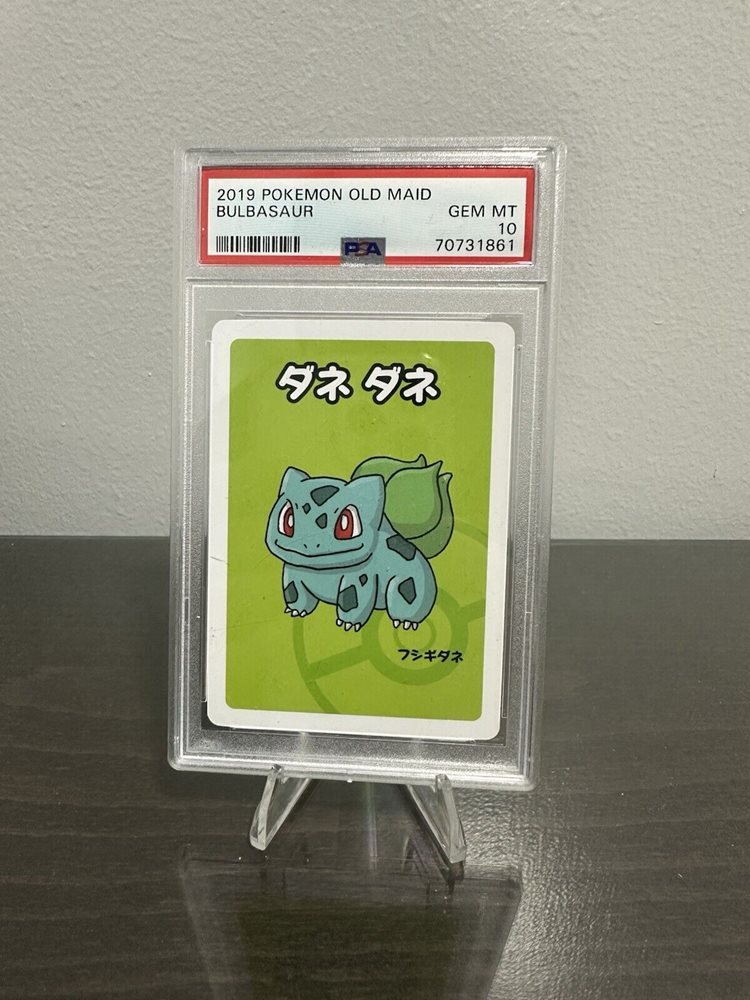 2019 POKEMON OLD MAID
BULBASAUR GEM MT
10
PSA 70731861
ダネ ダネ
フシギダネ